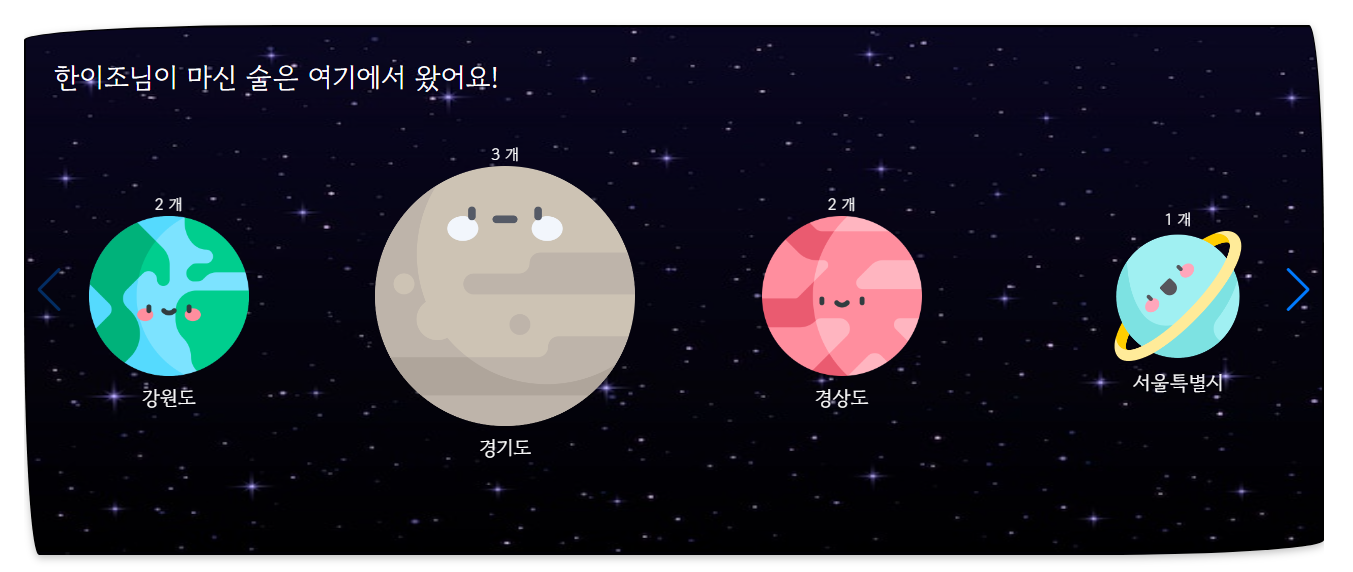 한이조님이 마신 술은 여기에서 왔어요!
2 개
강원도
3 개
경기도
2 개
경상도
1 개
서울특별시